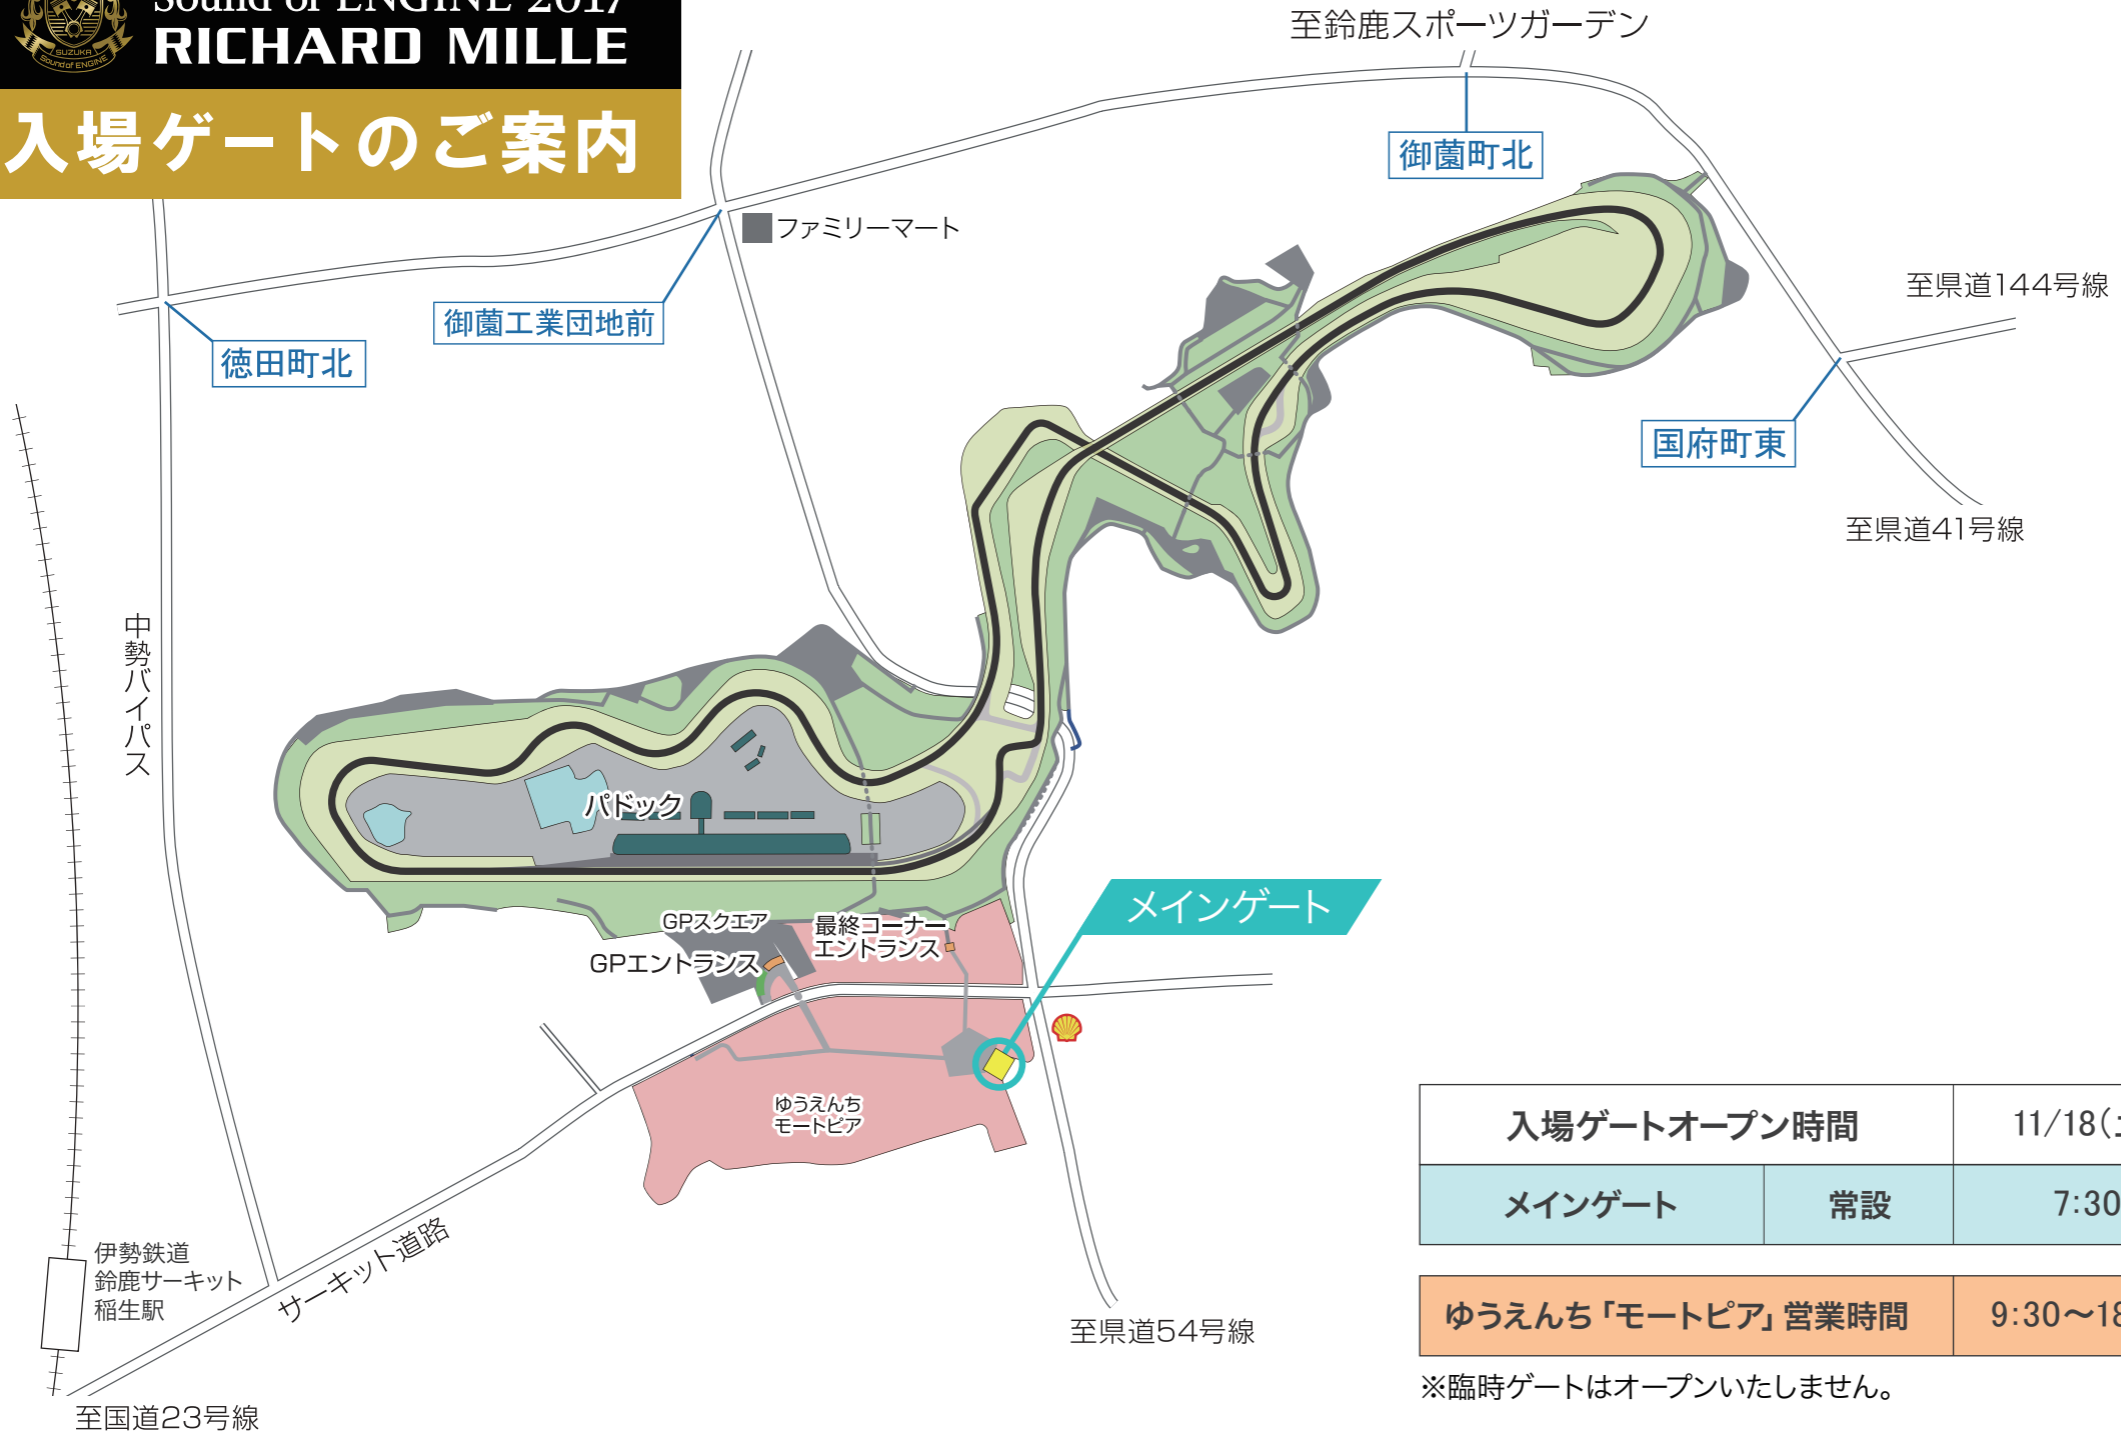 Sound of ENGINE 2017
RICHARD MILLE
SUZUKA
Sound of ENGINE
入場ゲートのご案内
至鈴鹿スポーツガーデン
御薗町北
ファミリーマート
至県道144号線
御薗工業団地前
徳田町北
国府町東
至県道41号線
中勢バイパス
パドック
メインゲート
GPスクエア
最終コーナー
エントランス
GPエントランス
ゆうえんち
モートピア
サーキット道路
伊勢鉄道
鈴鹿サーキット
稲生駅
至県道54号線
至国道23号線
入場ゲートオープン時間 11/18(
メインゲート 常設 7:30
ゆうえんち「モートピア」営業時間 9:30〜18
※臨時ゲートはオープンいたしません。